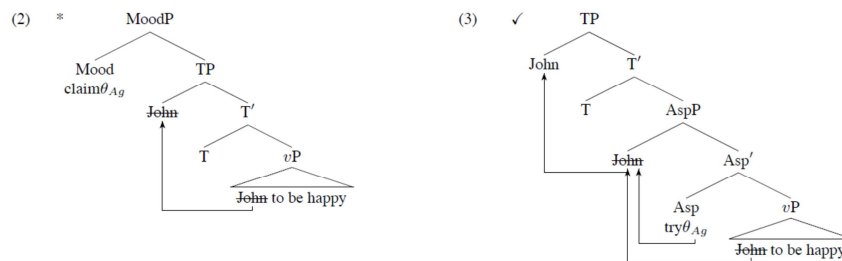 (2) * MoodP
Mood TP
claimθAg
John T′
T vP
John to be happy
(3) ✓ TP
John T′
T AspP
John Asp′
Asp vP
tryθAg
John to be happy